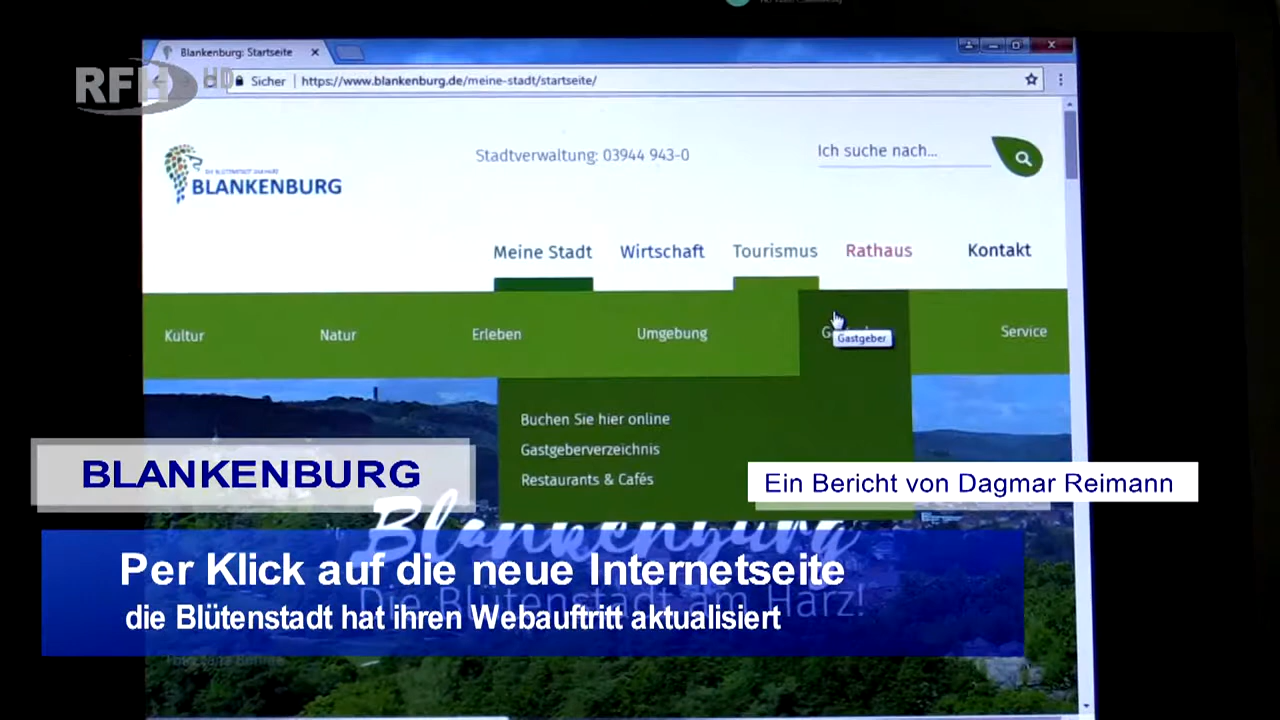 Blankenburg: Startseite
RFH HD
Sicher https://www.blankenburg.de/meine-stadt/startseite/
Stadtverwaltung: 03944 943-0
Ich suche nach...
BLANKENBURG
Meine Stadt Wirtschaft Tourismus Rathaus Kontakt
Kultur Natur Erleben Umgebung Service
Gastgeber
Buchen Sie hier online
Gastgeberverzeichnis
Restaurants & Cafés
BLANKENBURG
Ein Bericht von Dagmar Reimann
Blankenburg
Per Klick auf die neue Internetseite
Die Blütenstadt am Harz!
die Blütenstadt hat ihren Webauftritt aktualisiert